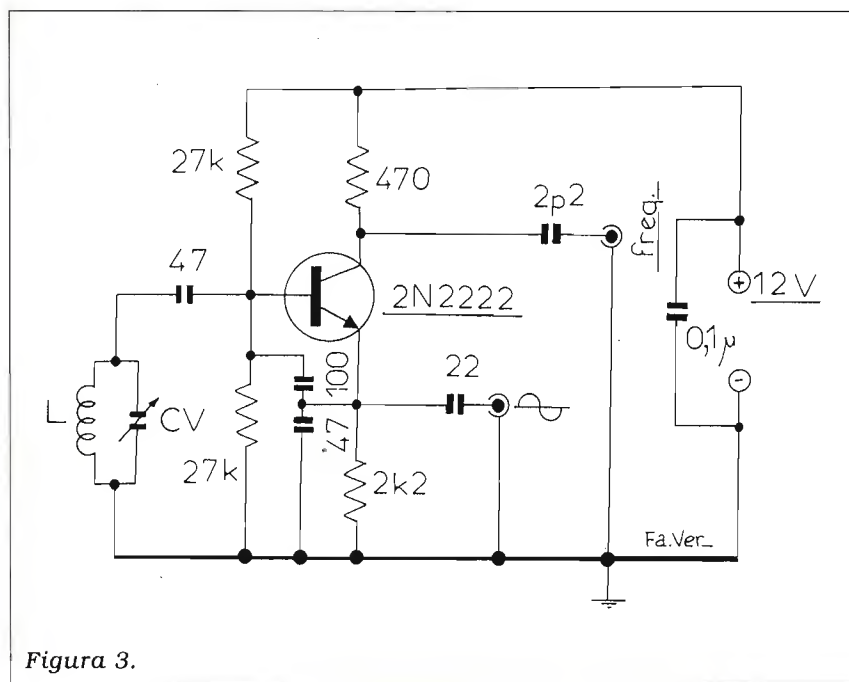 27k
470
2p2
freq.
47
2N2222
+
12V
0,1µ
-
100
22
L
CV
47
27k
2k2
Fa.Ver_
Figura 3.